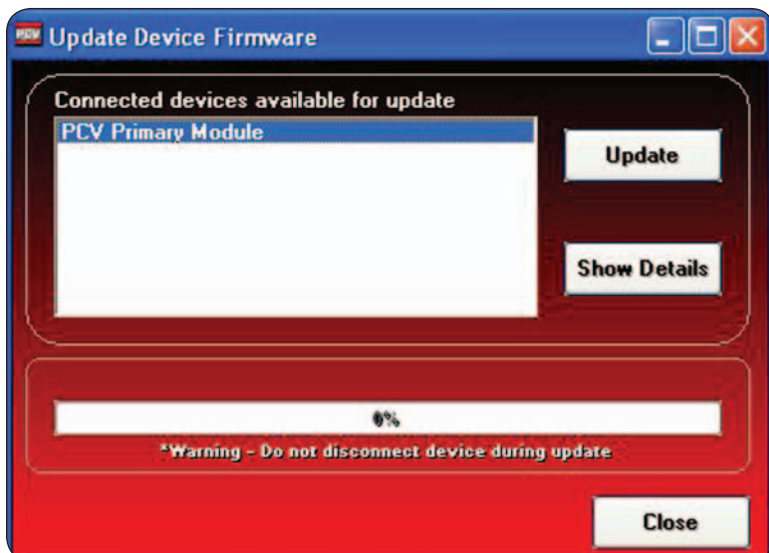 PCV
Update Device Firmware
Connected devices available for update
PCV Primary Module
Update
Show Details
0%
*Warning - Do not disconnect device during update
Close